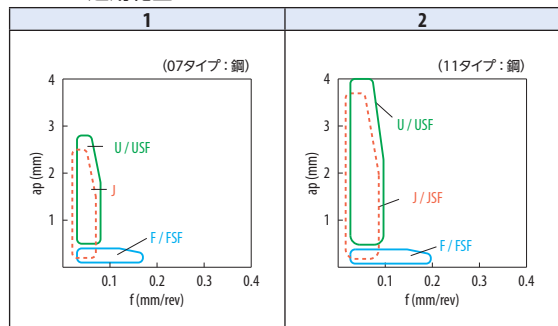 1
2
(07タイプ：鋼)
4
3
2
1
ap (mm)
U / USF
J
F / FSF
0.1
0.2
0.3
0.4
f (mm/rev)
(11タイプ：鋼)
4
3
2
1
ap (mm)
U / USF
J / JSF
F / FSF
0.1
0.2
0.3
0.4
f (mm/rev)